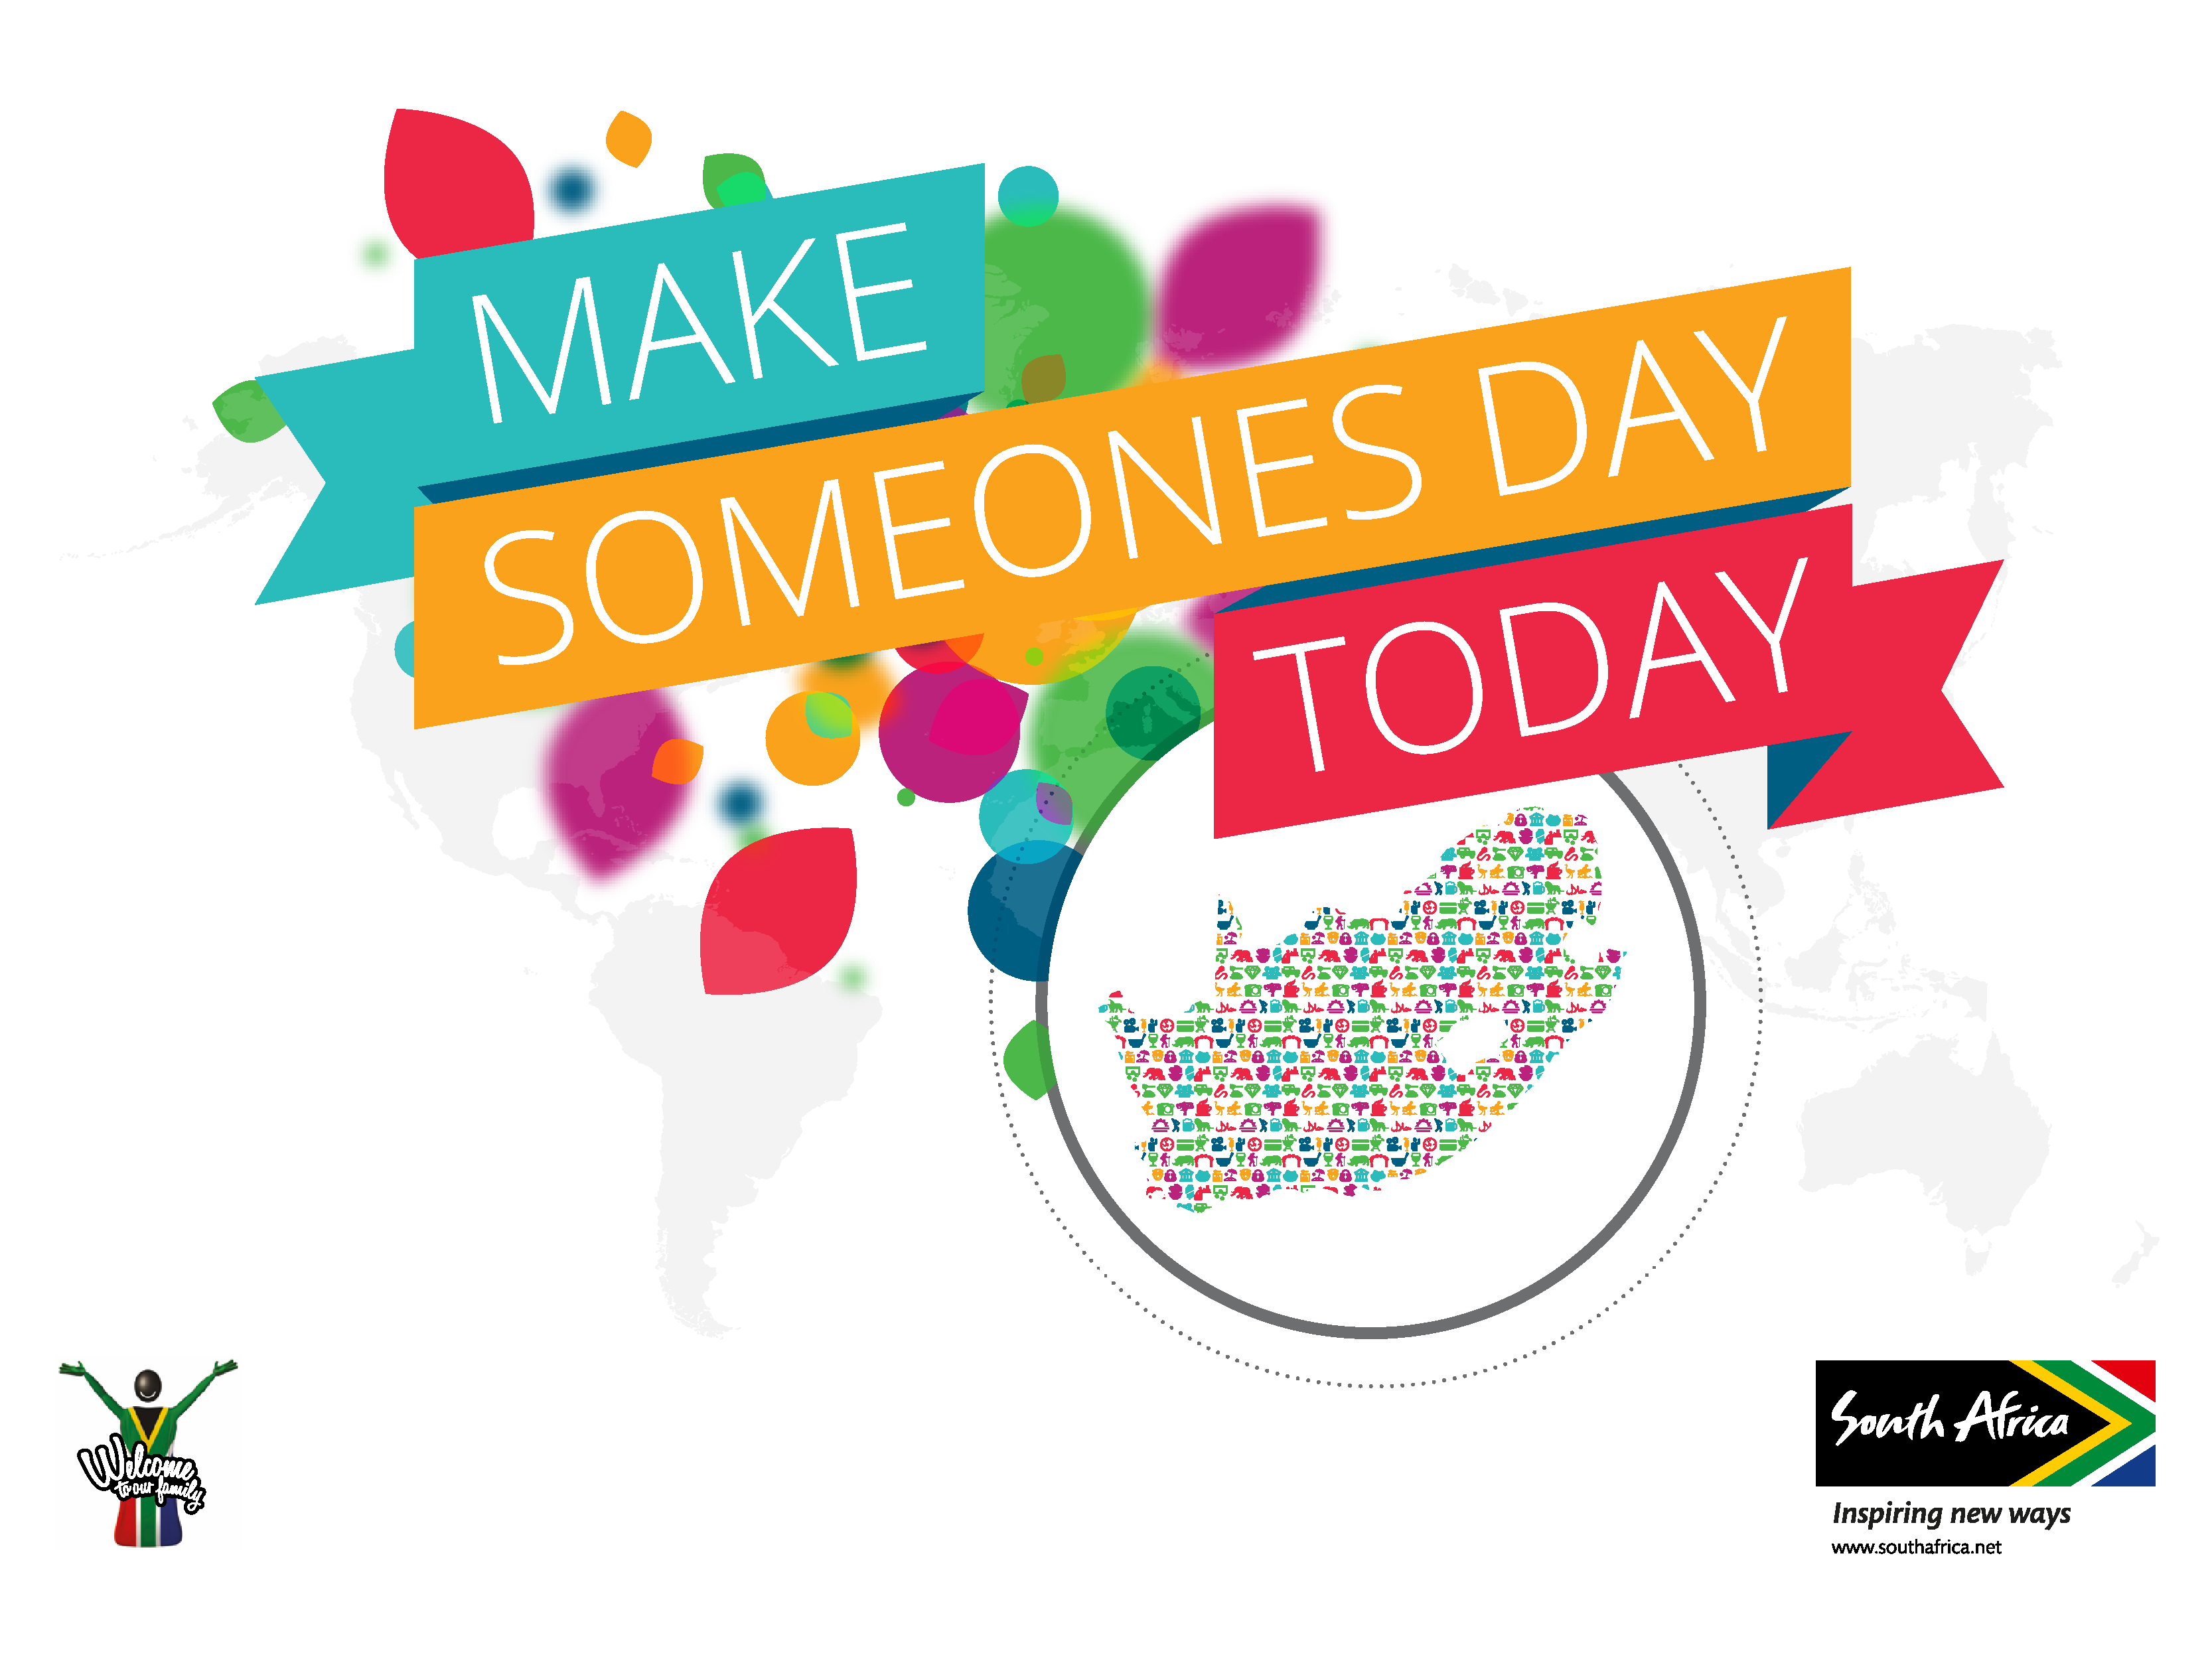 MAKE
SOMEONES DAY
TODAY
Welcome
to our family
South Africa
Inspiring new ways
www.southafrica.net